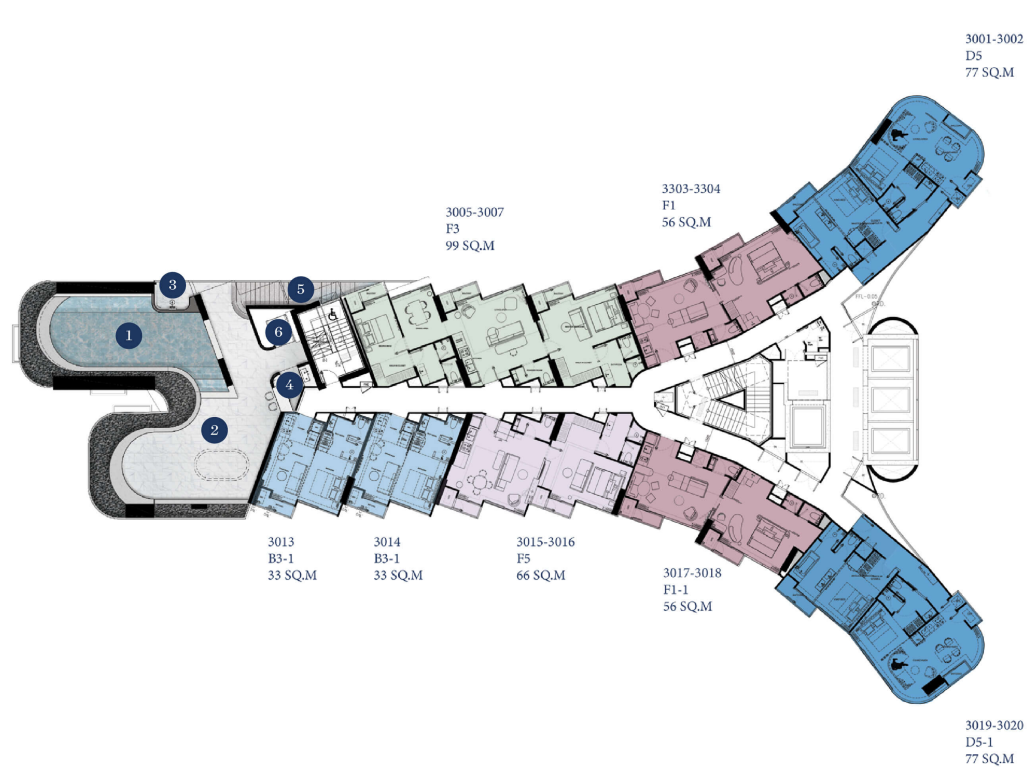 3001-3002
D5
77 SQ.M
3303-3304
F1
56 SQ.M
3005-3007
F3
99 SQ.M
3
5
1
6
4
2
3013
B3-1
33 SQ.M
3014
B3-1
33 SQ.M
3015-3016
F5
66 SQ.M
3017-3018
F1-1
56 SQ.M
3019-3020
D5-1
77 SQ.M